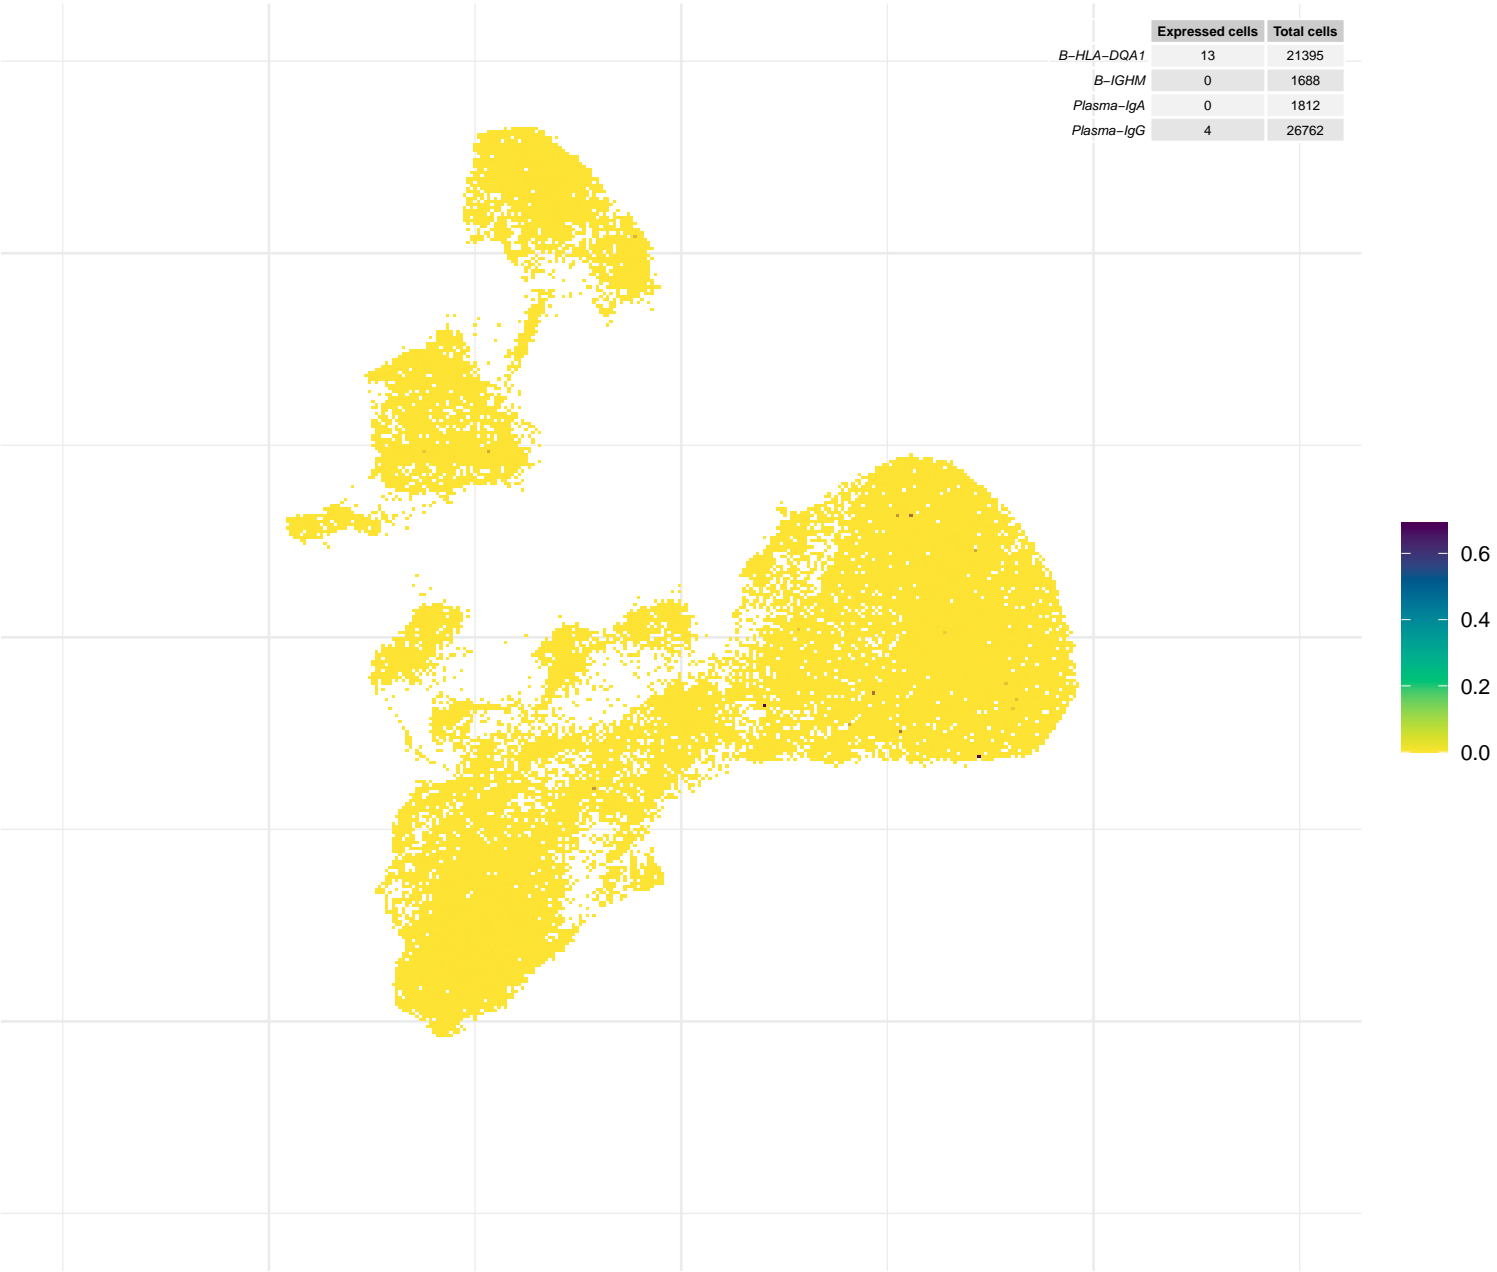 Expressed cells Total cells
B−HLA−DQA1 13 21395
B−IGHM 0 1688
Plasma−IgA 0 1812
Plasma−IgG 4 26762
0.6
0.4
0.2
0.0